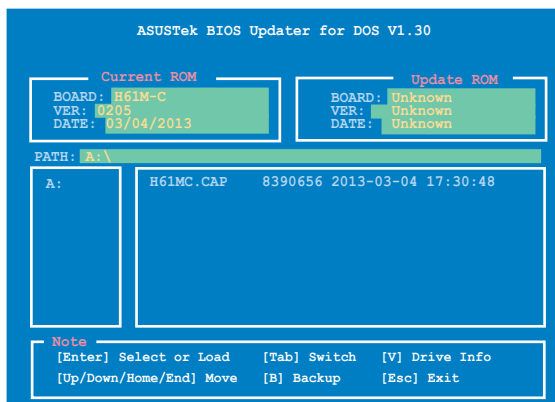 ASUSTek BIOS Updater for DOS V1.30
Current ROM
BOARD: H61M-C
VER: 0205
DATE: 03/04/2013
Update ROM
BOARD: Unknown
VER: Unknown
DATE: Unknown
PATH: A:\
A:
H61MC.CAP 8390656 2013-03-04 17:30:48
Note
[Enter] Select or Load [Tab] Switch [V] Drive Info
[Up/Down/Home/End] Move [B] Backup [Esc] Exit